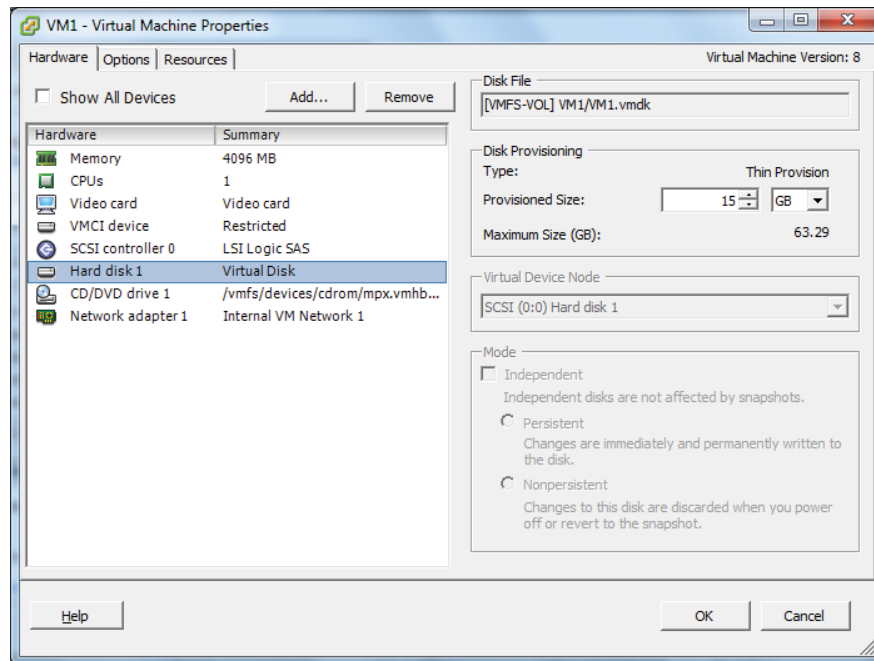 VM1 - Virtual Machine Properties
Hardware Options Resources Virtual Machine Version: 8
Show All Devices Add... Remove
Hardware Summary
Memory 4096 MB
CPUs 1
Video card Video card
VMCI device Restricted
SCSI controller 0 LSI Logic SAS
Hard disk 1 Virtual Disk
CD/DVD drive 1 /vmfs/devices/cdrom/mpx.vmhb...
Network adapter 1 Internal VM Network 1
Disk File
[VMFS-VOL] VM1/VM1.vmdk
Disk Provisioning
Type: Thin Provision
Provisioned Size: 15 GB
Maximum Size (GB): 63.29
Virtual Device Node
SCSI (0:0) Hard disk 1
Mode
Independent
Independent disks are not affected by snapshots.
Persistent
Changes are immediately and permanently written to
the disk.
Nonpersistent
Changes to this disk are discarded when you power
off or revert to the snapshot.
Help OK Cancel